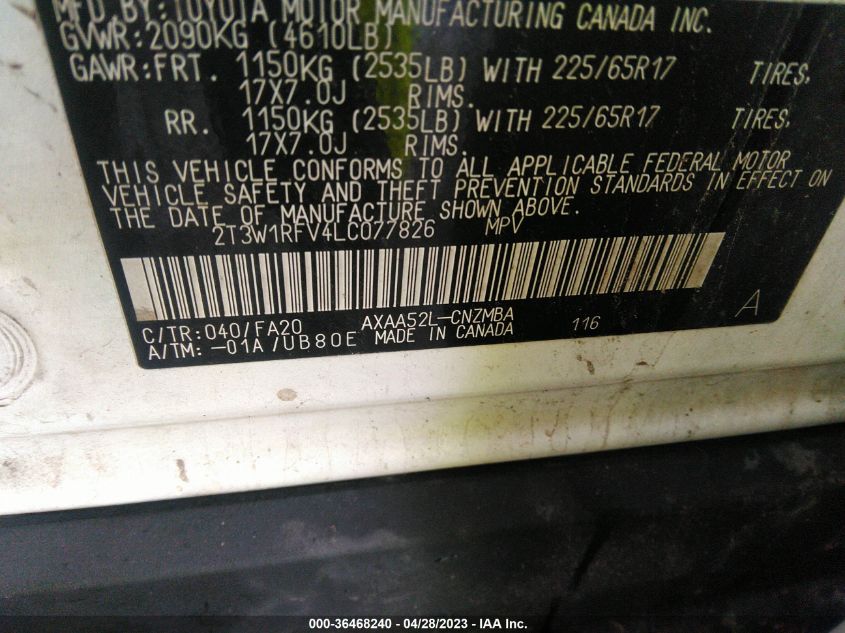 MFD. BY:TOYOTA MOTOR MANUFACTURING CANADA INC.
GVWR:2090KG (4610LB)
GAWR:FRT. 1150KG (2535LB) WITH 225/65R17 TIRES.
17X7.0J RIMS.
RR. 1150KG (2535LB) WITH 225/65R17 TIRES,
17X7.0J RIMS.
THIS VEHICLE CONFORMS TO ALL APPLICABLE FEDERAL MOTOR
VEHICLE SAFETY AND THEFT PREVENTION STANDARDS IN EFFECT ON
THE DATE OF MANUFACTURE SHOWN ABOVE.
2T3W1RFV4LC077826 MPV
C/TR:040/FA20 AXAA52L-CNZMBA 116 A
A/TM:-01A/UB80E MADE IN CANADA
000-36468240 - 04/28/2023 - IAA Inc.